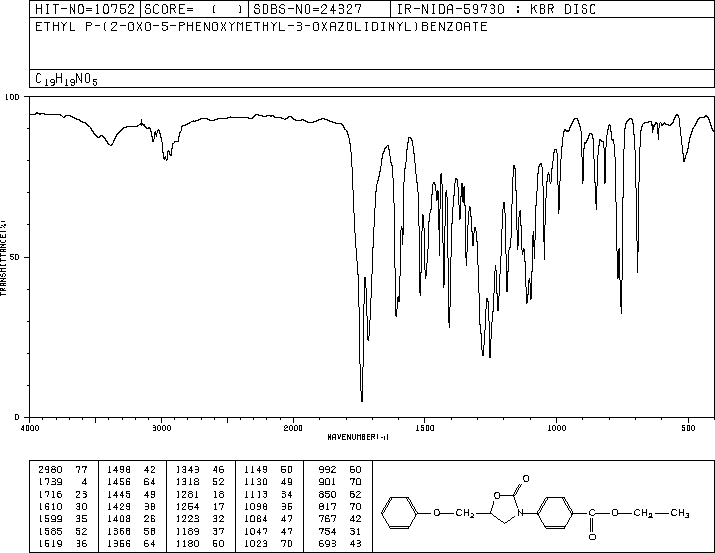 HIT-NO=10752 SCORE= ( ) SDBS-NO=24327 IR-NIDA-59730 : KBR DISC
ETHYL P-(2-OXO-5-PHENOXYMETHYL-3-OXAZOLIDINYL)BENZOATE
C19H19NO5
100
TRANSMITTANCE(%)
50
0
4000 3000 2000 1500 1000 500
WAVENUMBER(-1)
2980 77 1498 42 1343 46 1149 50 992 60
1739 4 1456 64 1318 52 1130 49 901 70
1716 23 1445 49 1281 18 1113 34 850 62
1610 30 1429 38 1254 17 1098 36 817 70
1599 35 1408 26 1223 32 1084 47 767 42
1585 52 1368 58 1189 37 1047 47 754 31
1519 36 1356 64 1180 50 1023 70 693 43
O
O
O CH2 N C O CH2 CH3
O